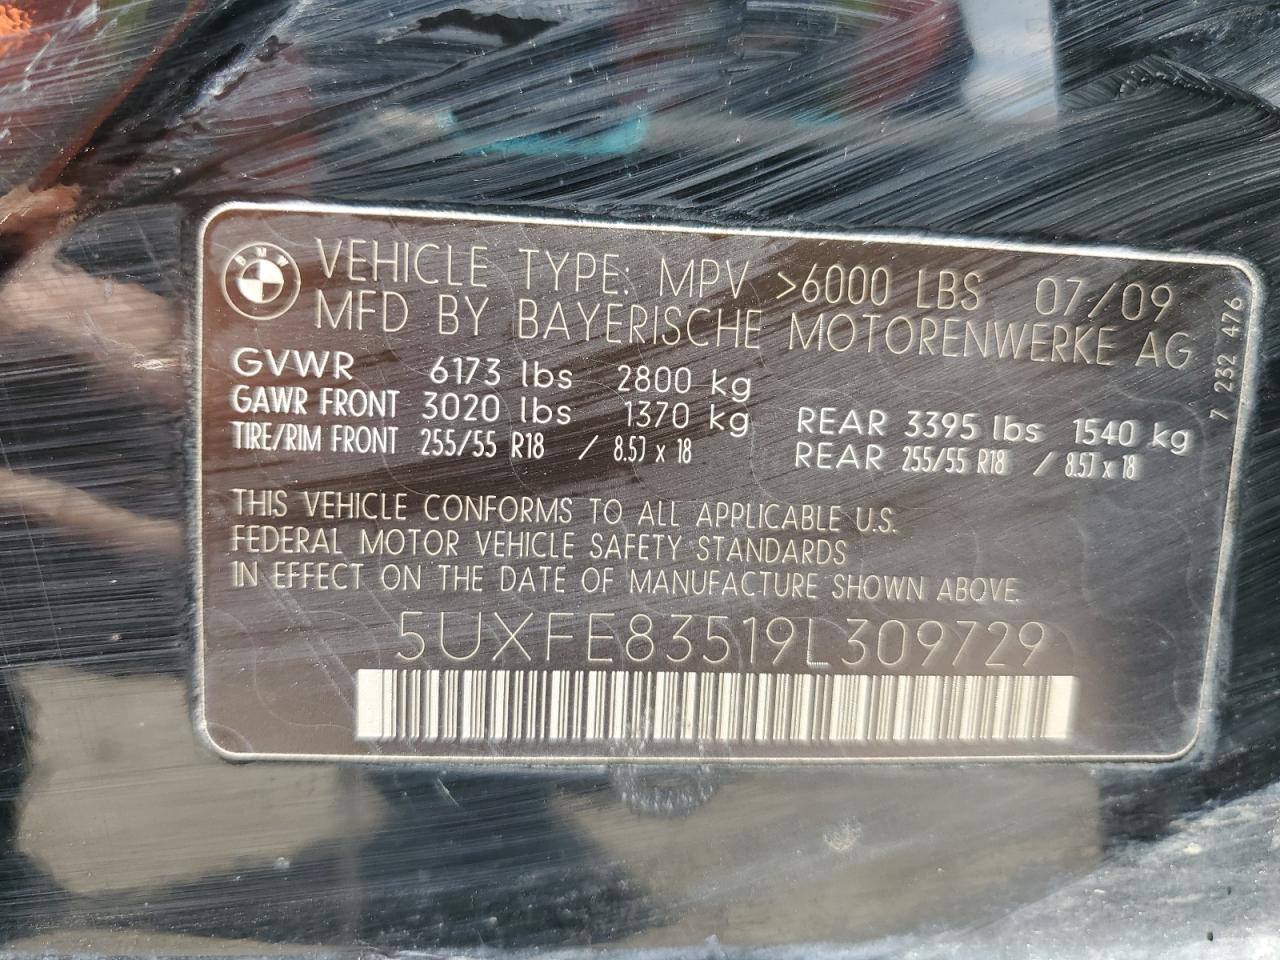 BMW
VEHICLE TYPE: MPV >6000 LBS 07/09
MFD BY BAYERISCHE MOTORENWERKE AG
GVWR 6173 lbs 2800 kg
GAWR FRONT 3020 lbs 1370 kg REAR 3395 lbs 1540 kg
TIRE/RIM FRONT 255/55 R18 / 8.5J x 18 REAR 255/55 R18 / 8.5J x 18
THIS VEHICLE CONFORMS TO ALL APPLICABLE U.S.
FEDERAL MOTOR VEHICLE SAFETY STANDARDS
IN EFFECT ON THE DATE OF MANUFACTURE SHOWN ABOVE.
5UXFE83519L309729
7 232 476